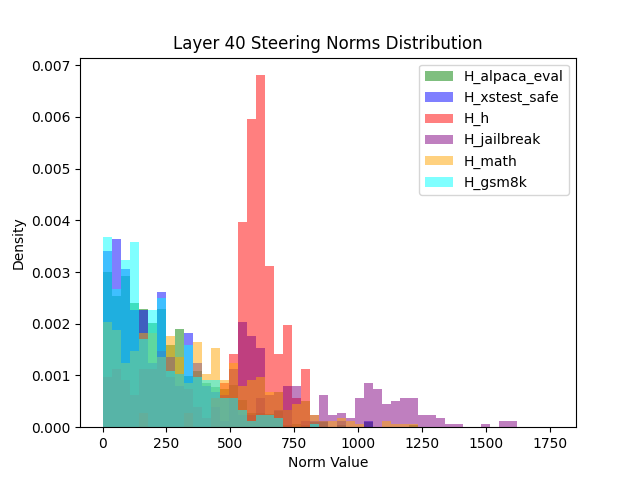 Layer 40 Steering Norms Distribution
H_alpaca_eval
H_xstest_safe
H_h
H_jailbreak
H_math
H_gsm8k
Density
0.007
0.006
0.005
0.004
0.003
0.002
0.001
0.000
0
250
500
750
1000
1250
1500
1750
Norm Value